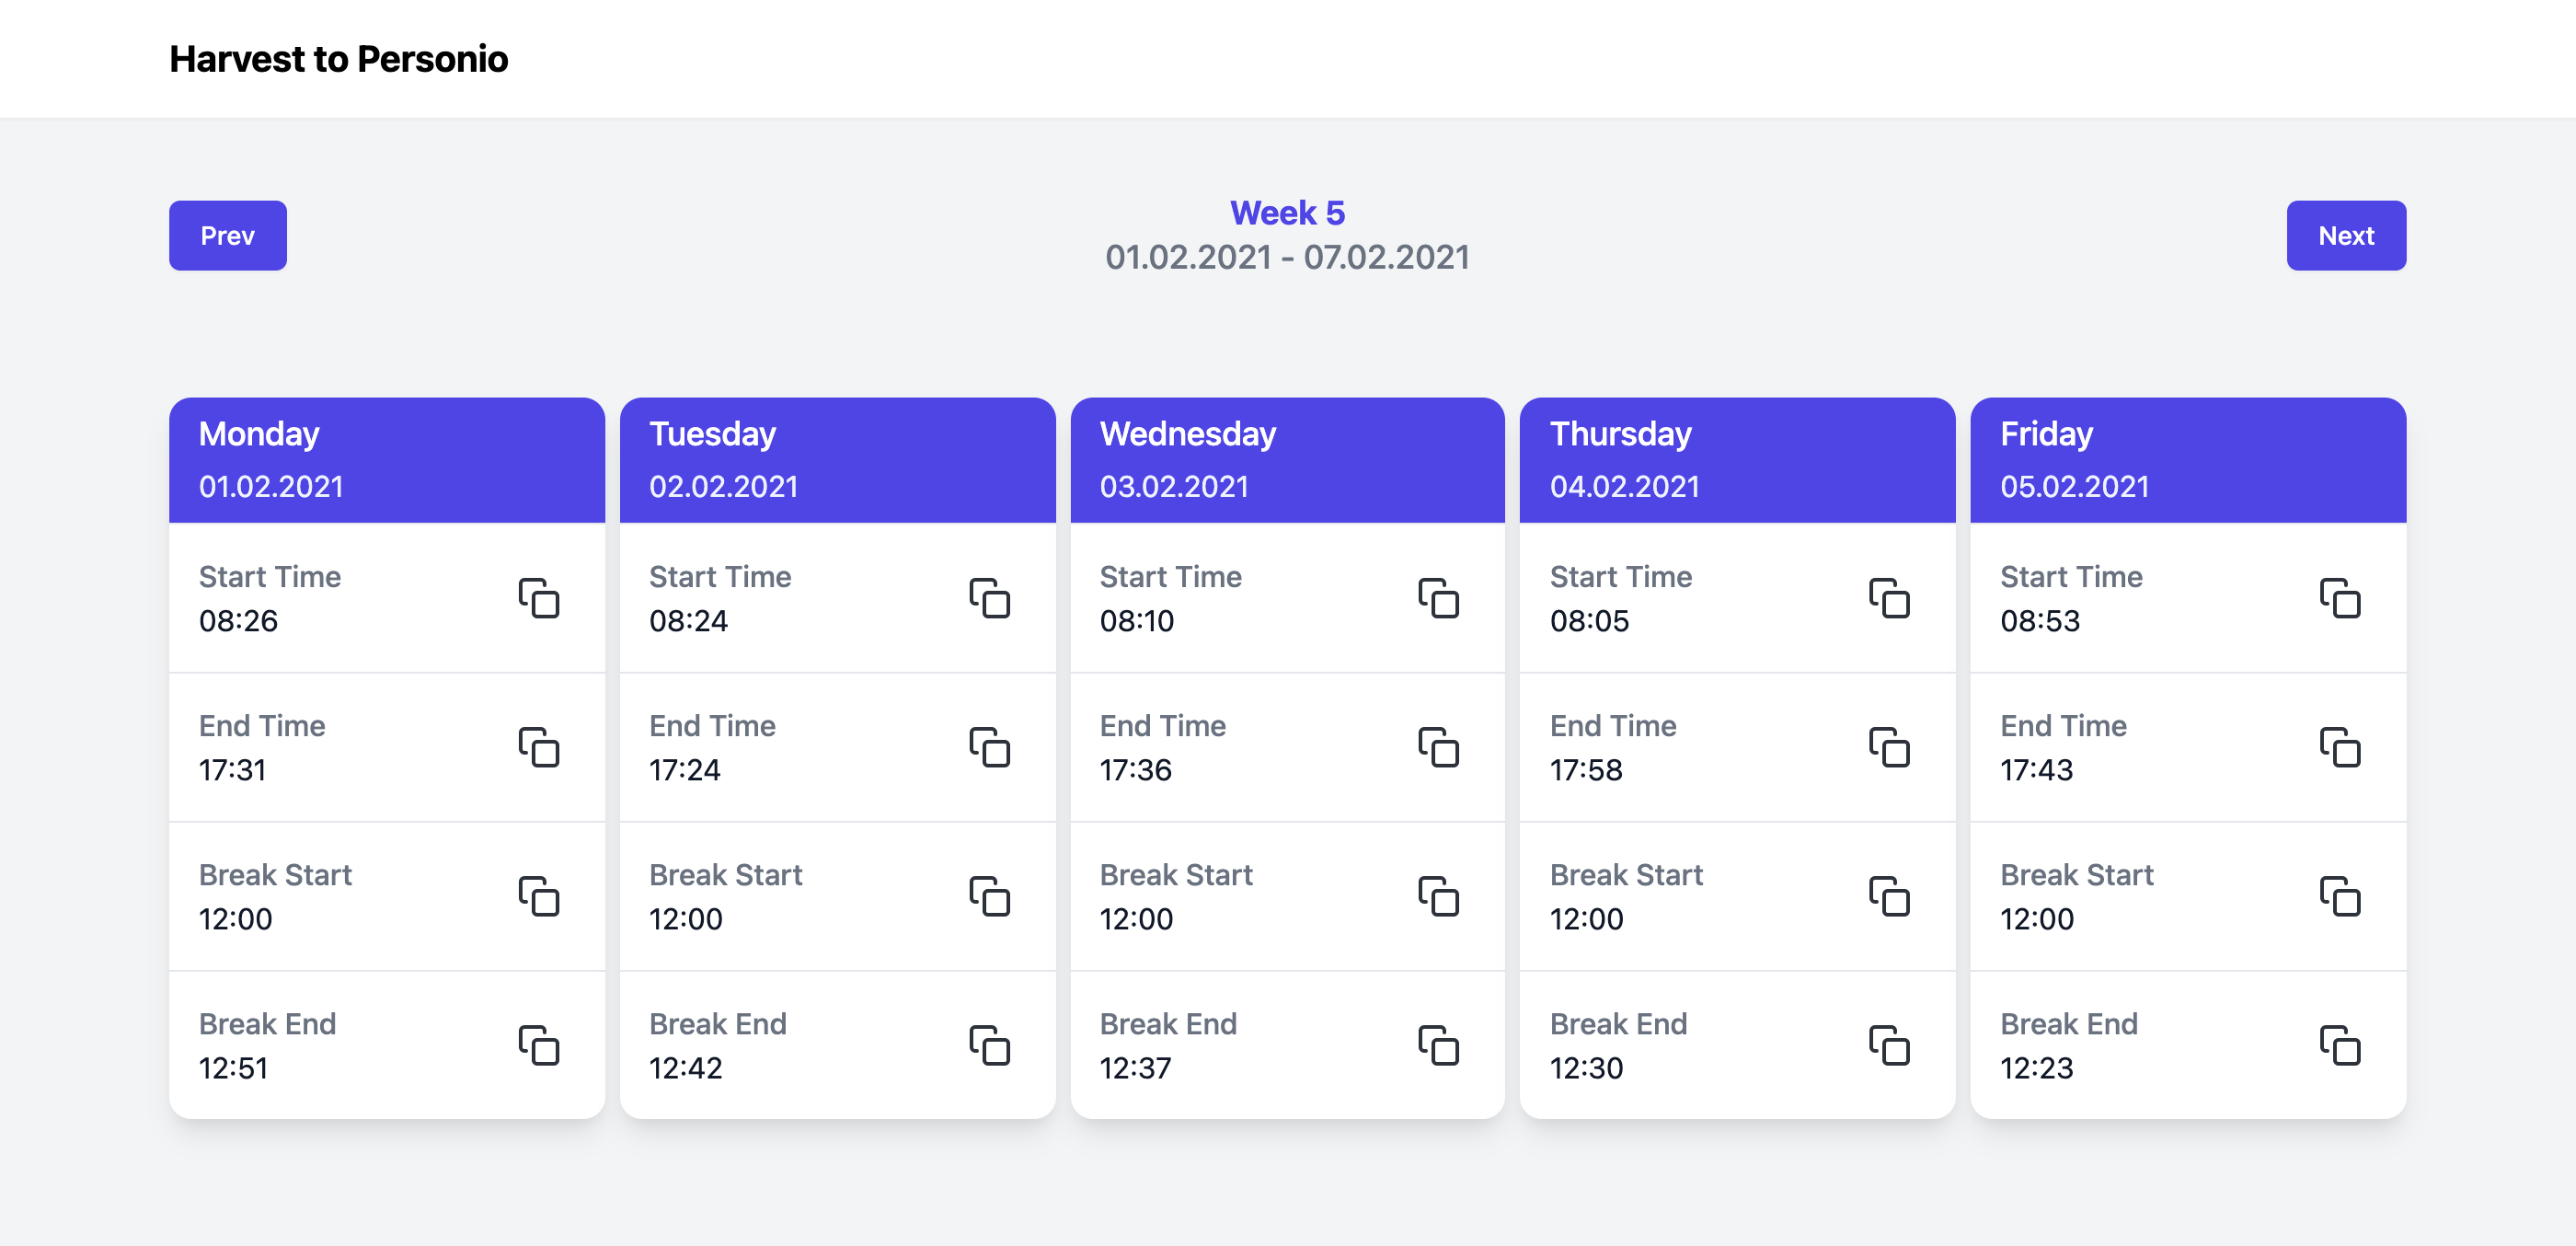 Harvest to Personio
Prev
Week 5
01.02.2021 - 07.02.2021
Next
Monday
01.02.2021
Start Time
08:26
End Time
17:31
Break Start
12:00
Break End
12:51
Tuesday
02.02.2021
Start Time
08:24
End Time
17:24
Break Start
12:00
Break End
12:42
Wednesday
03.02.2021
Start Time
08:10
End Time
17:36
Break Start
12:00
Break End
12:37
Thursday
04.02.2021
Start Time
08:05
End Time
17:58
Break Start
12:00
Break End
12:30
Friday
05.02.2021
Start Time
08:53
End Time
17:43
Break Start
12:00
Break End
12:23